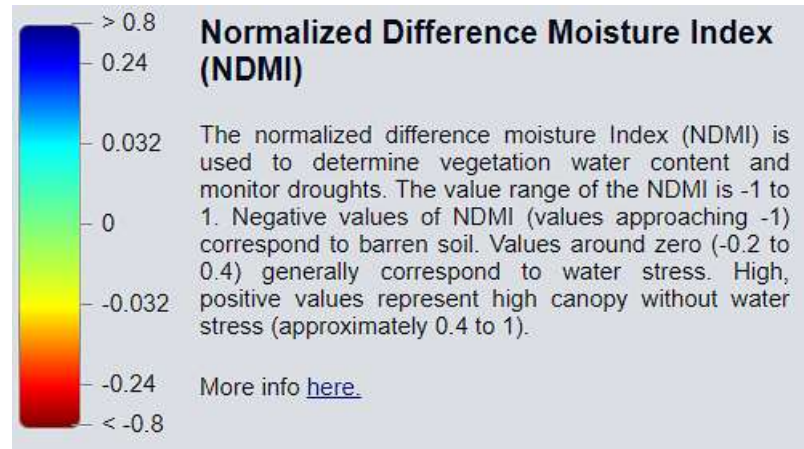 > 0.8
0.24
0.032
0
-0.032
-0.24
< -0.8
Normalized Difference Moisture Index
(NDMI)
The normalized difference moisture Index (NDMI) is
used to determine vegetation water content and
monitor droughts. The value range of the NDMI is -1 to
1. Negative values of NDMI (values approaching -1)
correspond to barren soil. Values around zero (-0.2 to
0.4) generally correspond to water stress. High,
positive values represent high canopy without water
stress (approximately 0.4 to 1).
More info here.